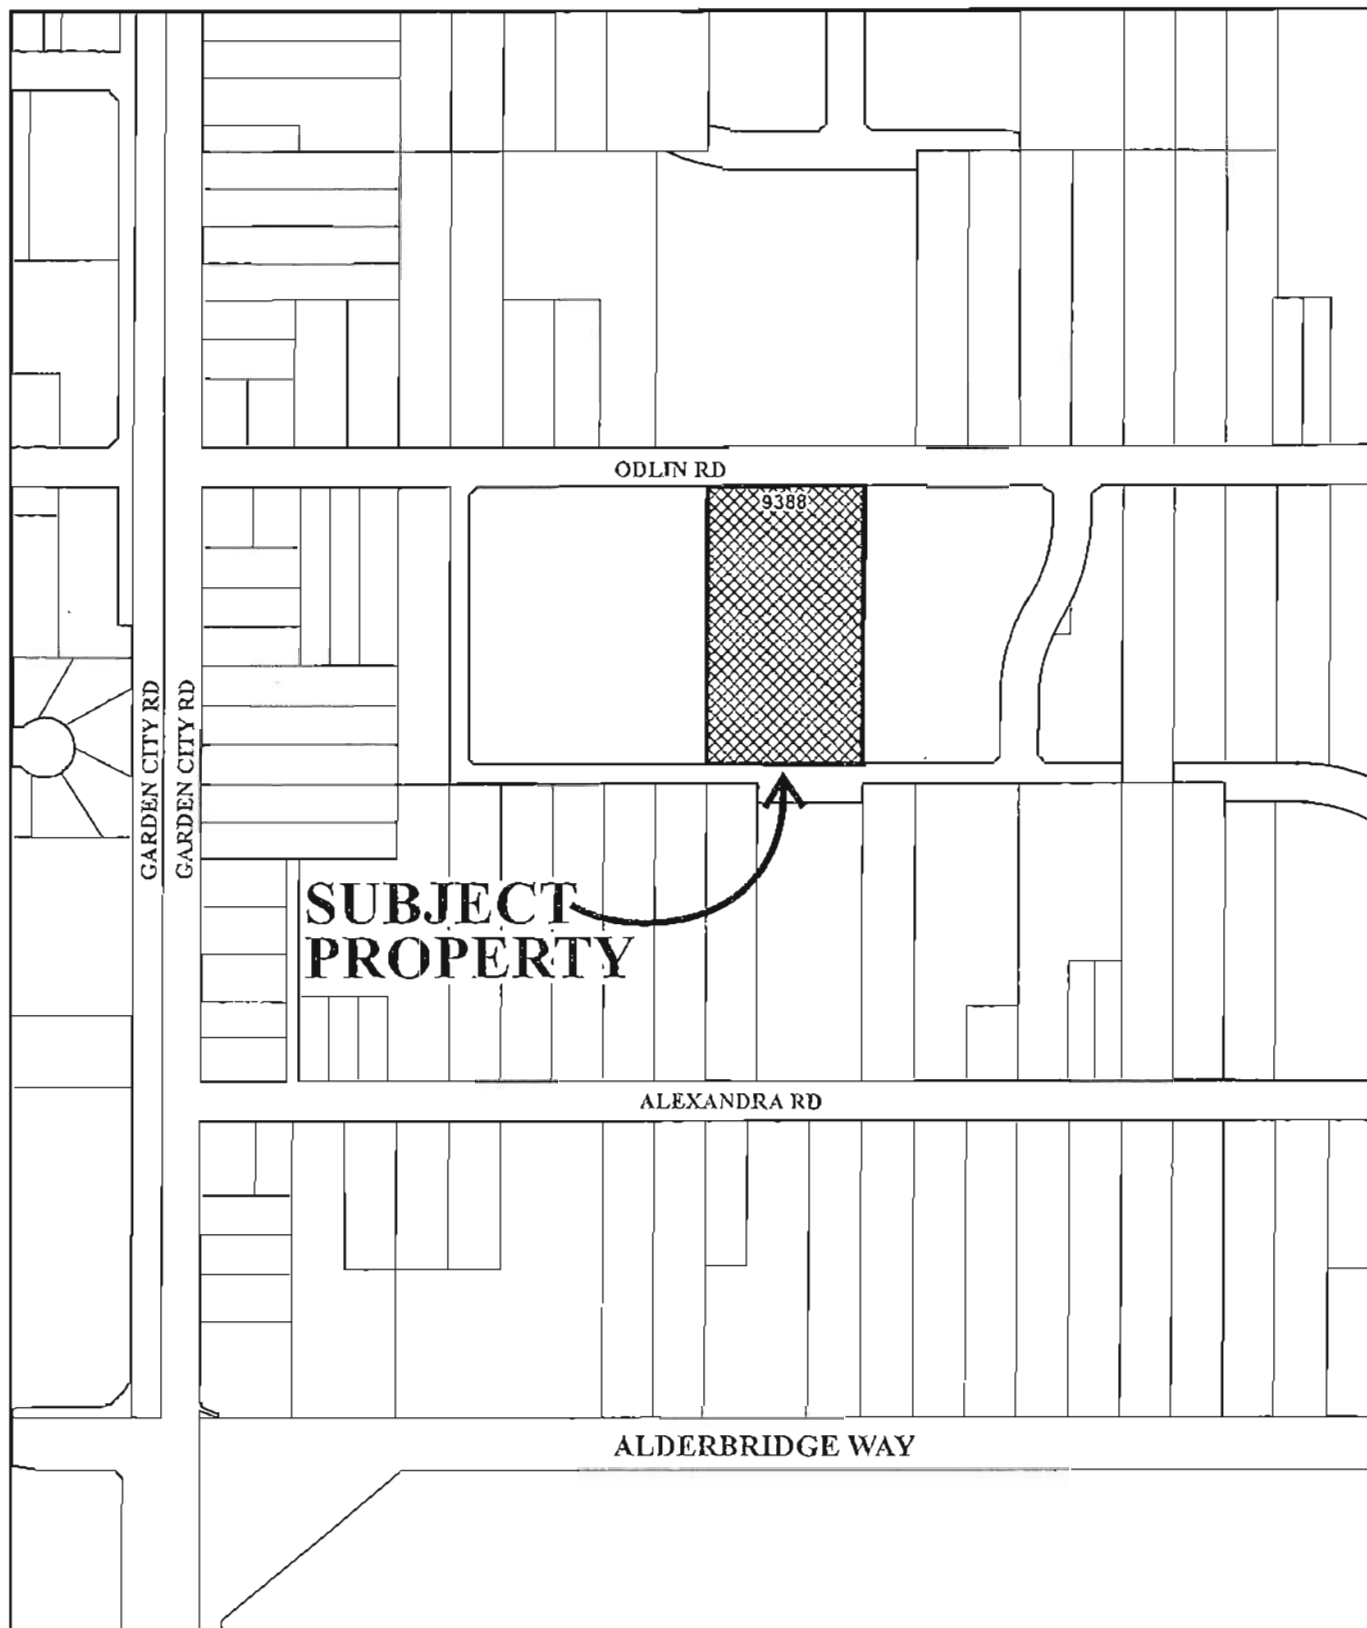 ODLIN RD
9388
GARDEN CITY RD
GARDEN CITY RD
SUBJECT
PROPERTY
ALEXANDRA RD
ALDERBRIDGE WAY